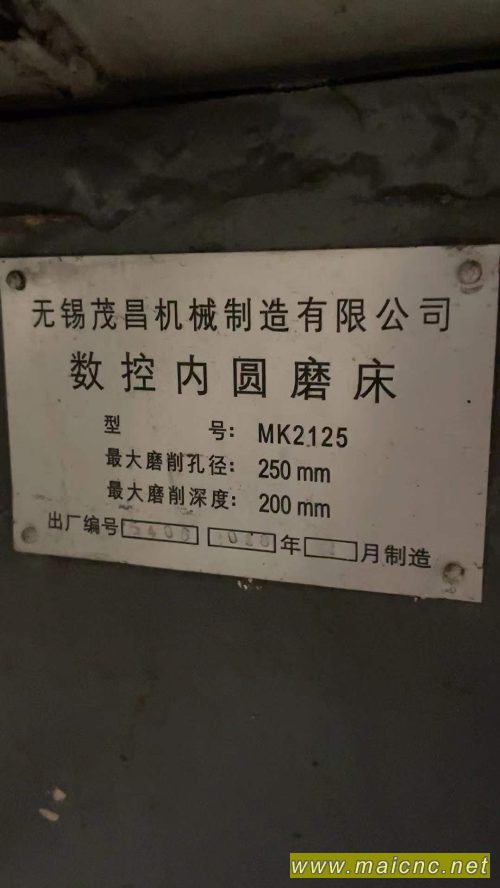 无锡茂昌机械制造有限公司
数控内圆磨床
型号：MK2125
最大磨削孔径：250 mm
最大磨削深度：200 mm
出厂编号 年 月制造
www.maicnc.net